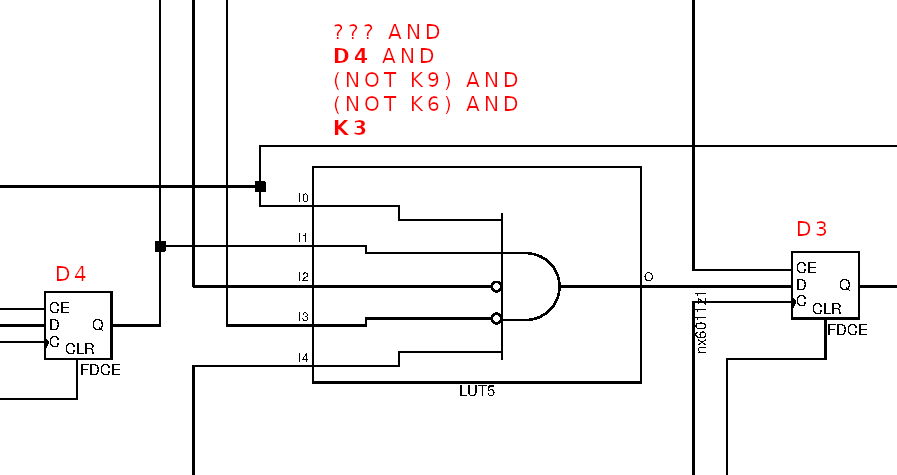 ??? AND
D4 AND
(NOT K9) AND
(NOT K6) AND
K3
I0
I1
I2
I3
I4
O
LUT5
D4
CE
D
Q
C
CLR
FDCE
D3
CE
D
Q
C
CLR
FDCE
nx6011z1